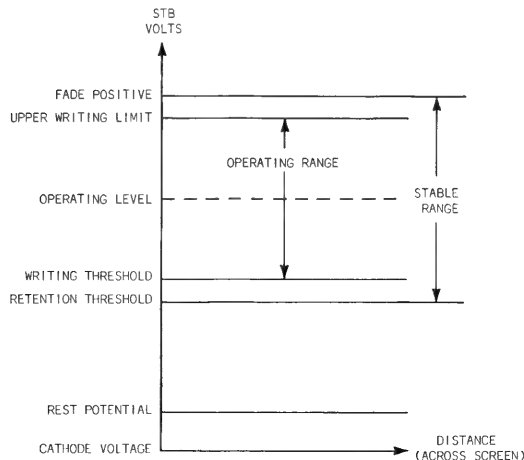 STB
VOLTS
FADE POSITIVE
UPPER WRITING LIMIT
OPERATING RANGE
OPERATING LEVEL
STABLE
RANGE
WRITING THRESHOLD
RETENTION THRESHOLD
REST POTENTIAL
CATHODE VOLTAGE
DISTANCE
(ACROSS SCREEN)